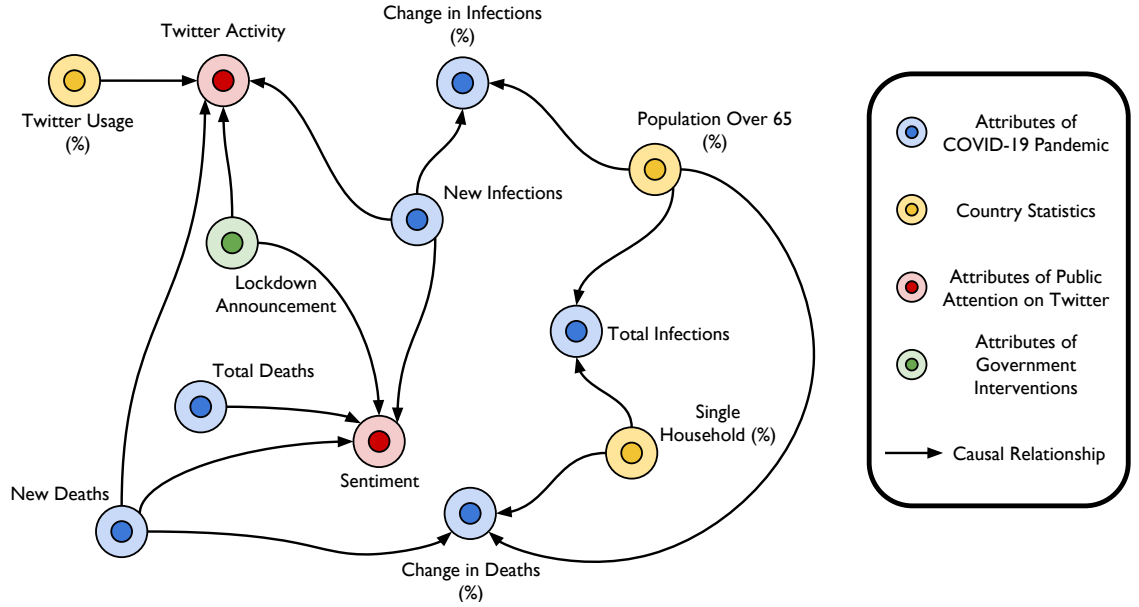 Twitter Activity
Change in Infections
(%)
Twitter Usage
(%)
Population Over 65
(%)
New Infections
Lockdown
Announcement
Total Infections
Total Deaths
Single
Household (%)
Sentiment
New Deaths
Change in Deaths
(%)
Attributes of
COVID-19 Pandemic
Country Statistics
Attributes of Public
Attention on Twitter
Attributes of
Government
Interventions
Causal Relationship